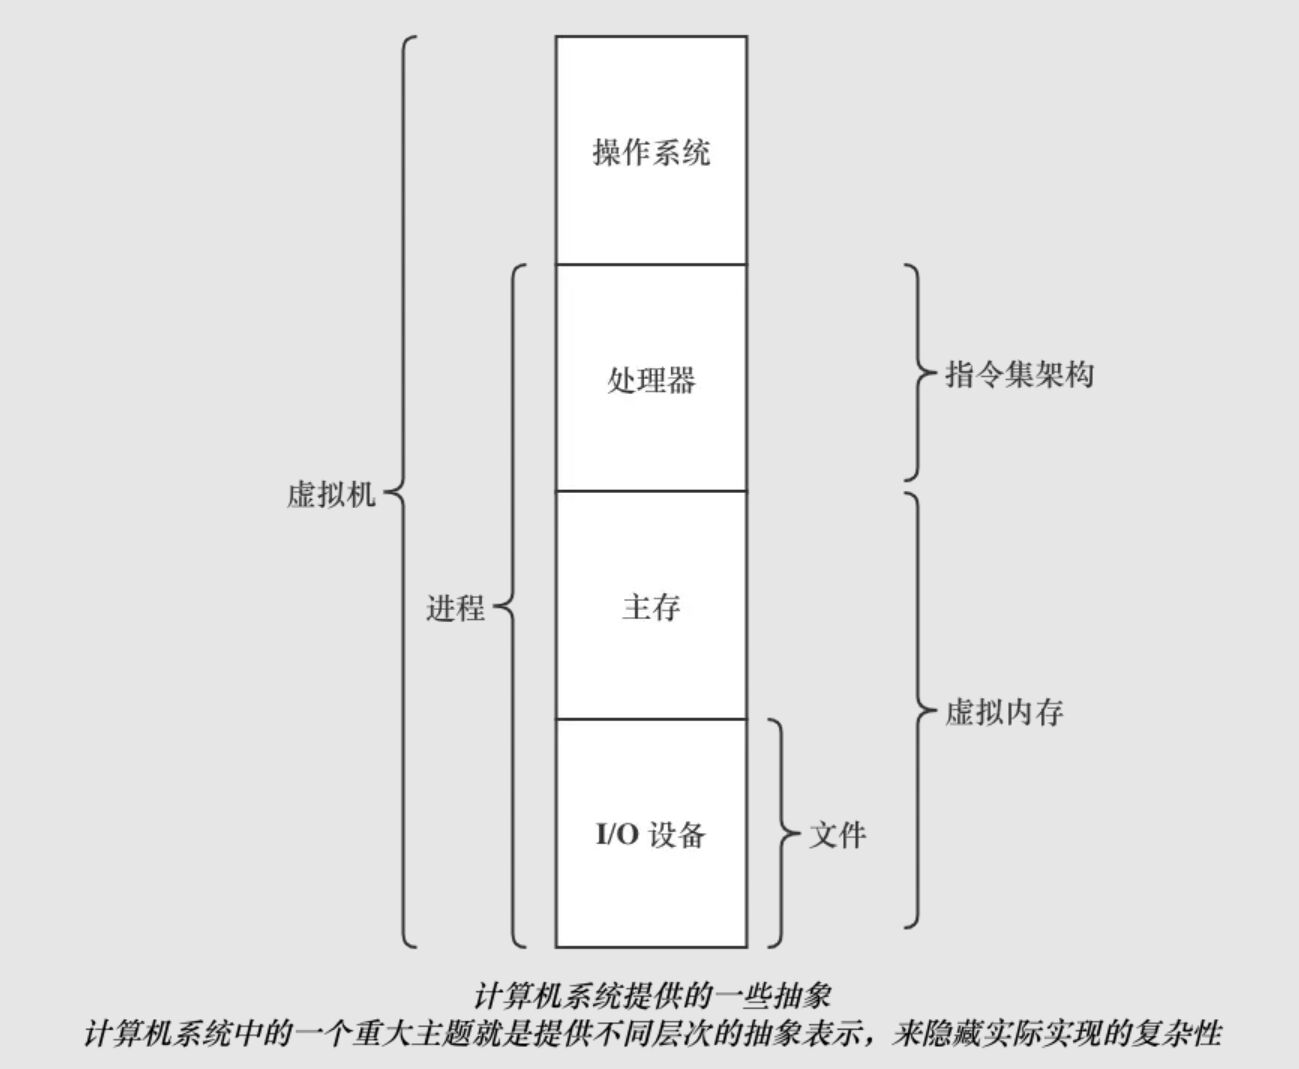 操作系统
处理器
指令集架构
虚拟机
进程
主存
虚拟内存
I/O 设备
文件
计算机系统提供的一些抽象
计算机系统中的一个重大主题就是提供不同层次的抽象表示，来隐藏实际实现的复杂性